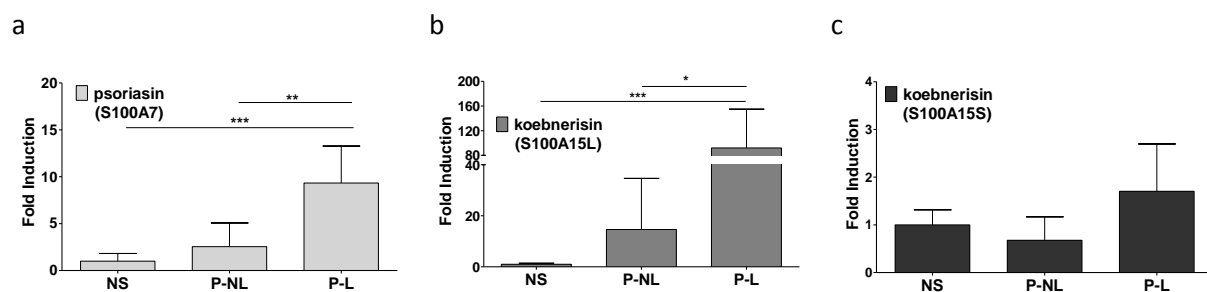 a
20
15
10
5
0
Fold Induction
psoriasin
(S100A7)
**
***
NS
P-NL
P-L
b
200
160
120
80
40
20
0
Fold Induction
koebnerisin
(S100A15L)
*
***
NS
P-NL
P-L
c
4
3
2
1
0
Fold Induction
koebnerisin
(S100A15S)
NS
P-NL
P-L